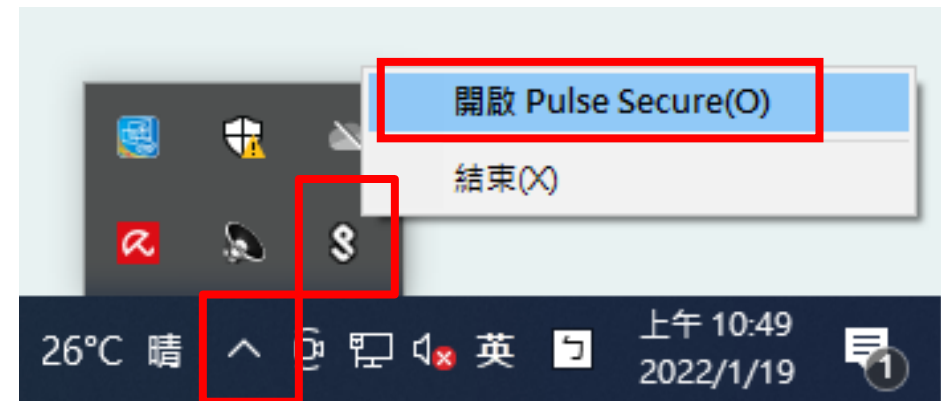 開啟 Pulse Secure(O)
結束(X)
26°C 晴
英
ㄅ
上午 10:49
2022/1/19
1